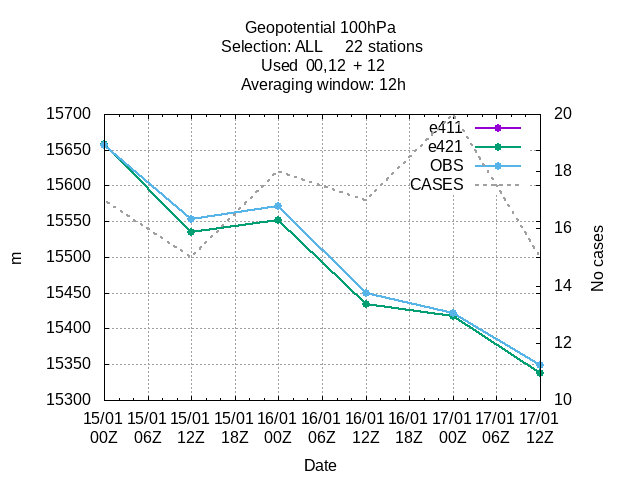 Geopotential 100hPa
Selection: ALL     22 stations
Used  00,12  + 12
Averaging window: 12h
15700
15650
15600
15550
15500
15450
15400
15350
15300
m
20
18
16
14
12
10
No cases
e411
e421
OBS
CASES
15/01 15/01 15/01 15/01 16/01 16/01 16/01 16/01 17/01 17/01 17/01
00Z 06Z 12Z 18Z 00Z 06Z 12Z 18Z 00Z 06Z 12Z
Date